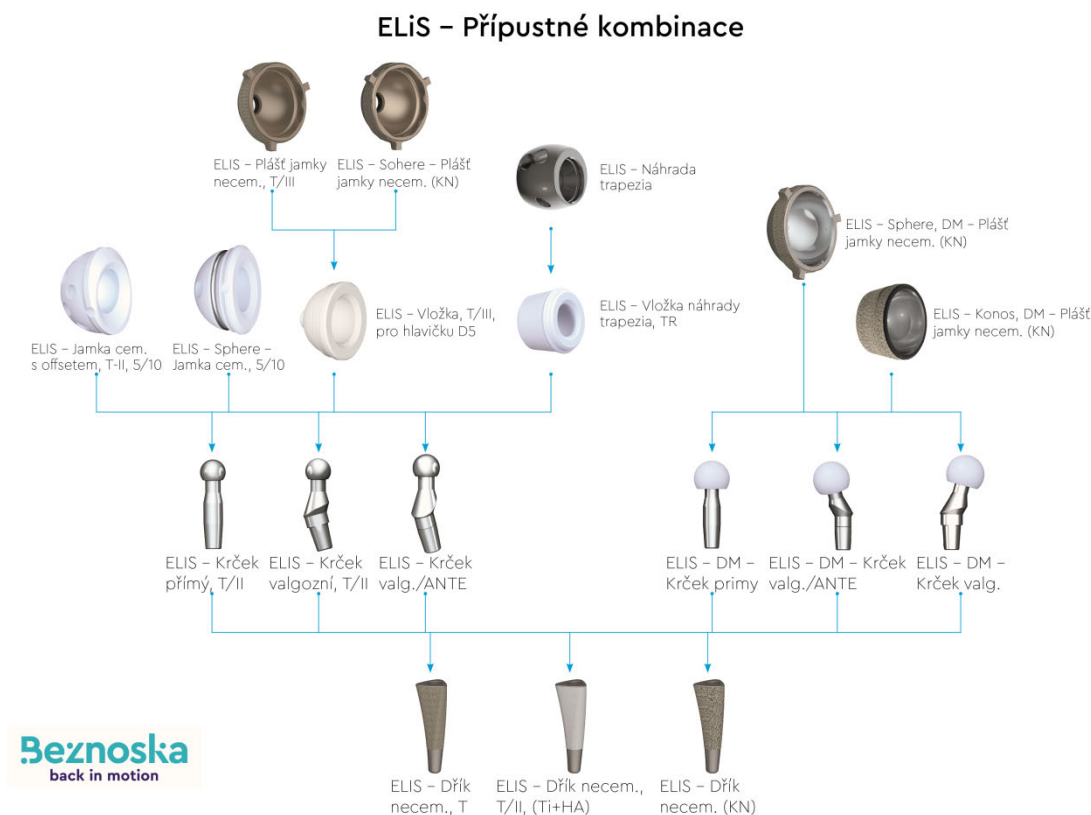 ELiS – Přípustné kombinace
ELIS – Plášť jamky
necem., T/III
ELIS – Sohere – Plášť
jamky necem. (KN)
ELIS – Náhrada
trapezia
ELIS – Sphere, DM – Plášť
jamky necem. (KN)
ELIS – Jamka cem.
s offsetem, T-II, 5/10
ELIS – Sphere –
Jamka cem., 5/10
ELIS – Vložka, T/III,
pro hlavičku D5
ELIS – Vložka náhrady
trapezia, TR
ELIS – Konos, DM – Plášť
jamky necem. (KN)
ELIS – Krček
přímý, T/II
ELIS – Krček
valgozní, T/II
ELIS – Krček
valg./ANTE
ELIS – DM –
Krček primy
ELIS – DM – Krček
valg./ANTE
ELIS – DM –
Krček valg.
ELIS – Dřík
necem., T
ELIS – Dřík necem.,
T/II, (Ti+HA)
ELIS – Dřík
necem. (KN)
Beznoska
back in motion